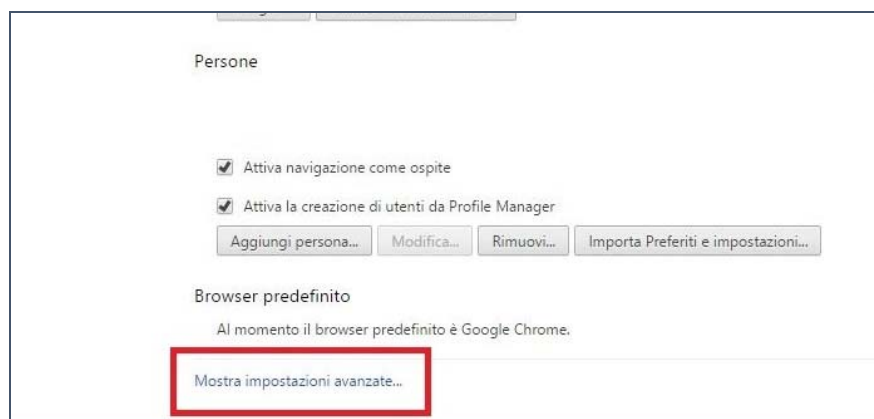 Persone
Attiva navigazione come ospite
Attiva la creazione di utenti da Profile Manager
Aggiungi persona... Modifica... Rimuovi... Importa Preferiti e impostazioni...
Browser predefinito
Al momento il browser predefinito è Google Chrome.
Mostra impostazioni avanzate...